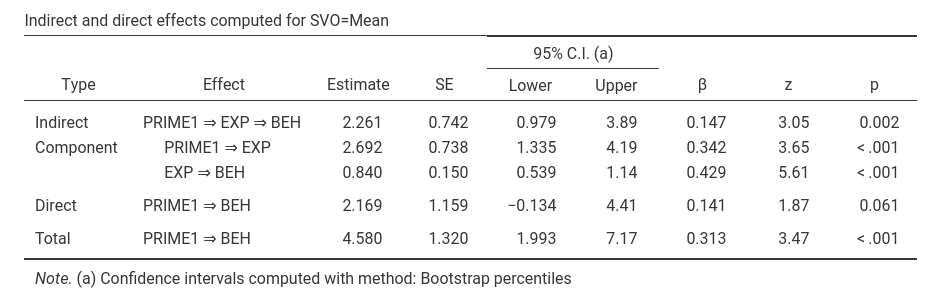 Indirect and direct effects computed for SVO=Mean
95% C.I. (a)
Type Effect Estimate SE Lower Upper β z p
Indirect PRIME1 ⇒ EXP ⇒ BEH 2.261 0.742 0.979 3.89 0.147 3.05 0.002
Component PRIME1 ⇒ EXP 2.692 0.738 1.335 4.19 0.342 3.65 < .001
EXP ⇒ BEH 0.840 0.150 0.539 1.14 0.429 5.61 < .001
Direct PRIME1 ⇒ BEH 2.169 1.159 −0.134 4.41 0.141 1.87 0.061
Total PRIME1 ⇒ BEH 4.580 1.320 1.993 7.17 0.313 3.47 < .001
Note. (a) Confidence intervals computed with method: Bootstrap percentiles